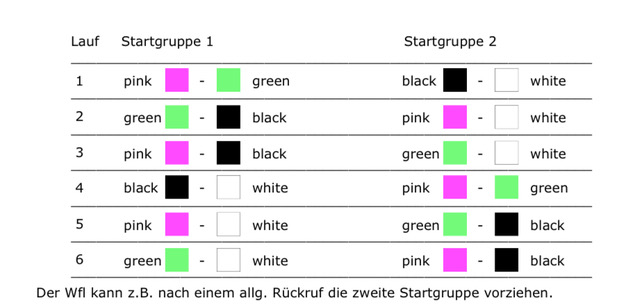 Lauf Startgruppe 1 Startgruppe 2
1 pink - green black - white
2 green - black pink - white
3 pink - black green - white
4 black - white pink - green
5 pink - white green - black
6 green - white pink - black
Der Wfl kann z.B. nach einem allg. Rückruf die zweite Startgruppe vorziehen.